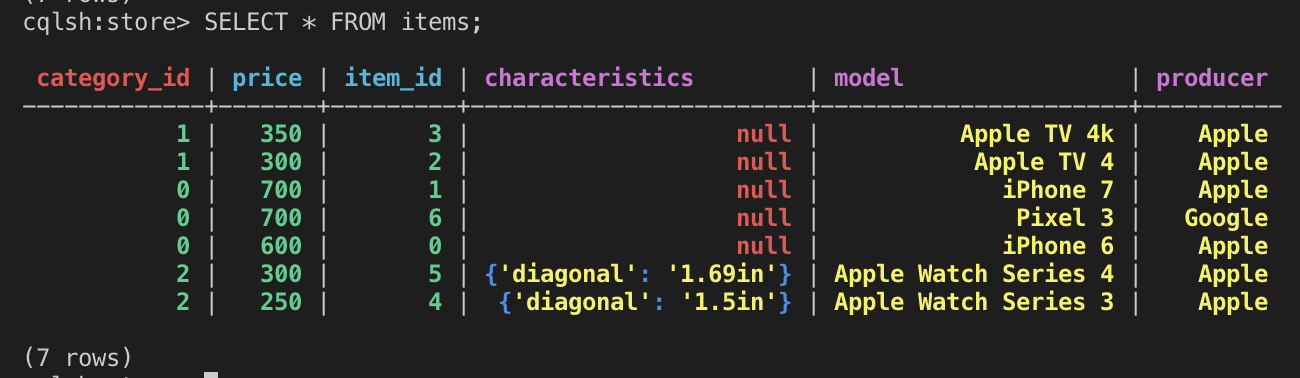 (7 rows)
cqlsh:store> SELECT * FROM items;
category_id | price | item_id | characteristics | model | producer
-------------+-------+---------+------------------------+----------------------+----------
1 | 350 | 3 | null | Apple TV 4k | Apple
1 | 300 | 2 | null | Apple TV 4 | Apple
0 | 700 | 1 | null | iPhone 7 | Apple
0 | 700 | 6 | null | Pixel 3 | Google
0 | 600 | 0 | null | iPhone 6 | Apple
2 | 300 | 5 | {'diagonal': '1.69in'} | Apple Watch Series 4 | Apple
2 | 250 | 4 | {'diagonal': '1.5in'} | Apple Watch Series 3 | Apple
(7 rows)